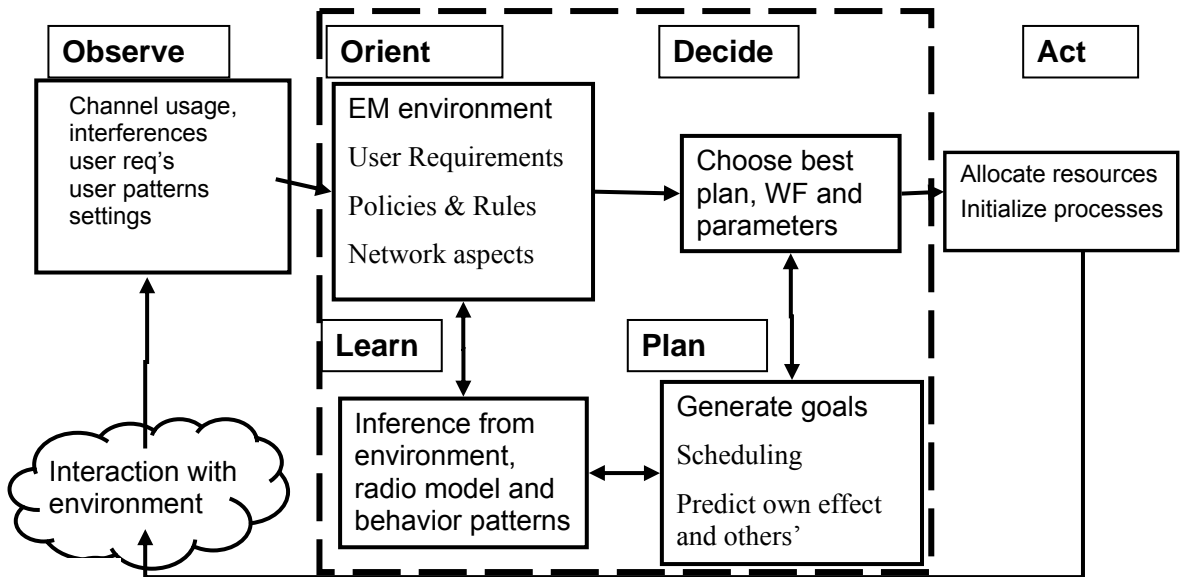 Observe
Channel usage,
interferences
user req's
user patterns
settings
Orient
EM environment
User Requirements
Policies & Rules
Network aspects
Decide
Choose best
plan, WF and
parameters
Act
Allocate resources
Initialize processes
Learn
Inference from
environment,
radio model and
behavior patterns
Plan
Generate goals
Scheduling
Predict own effect
and others’
Interaction with
environment